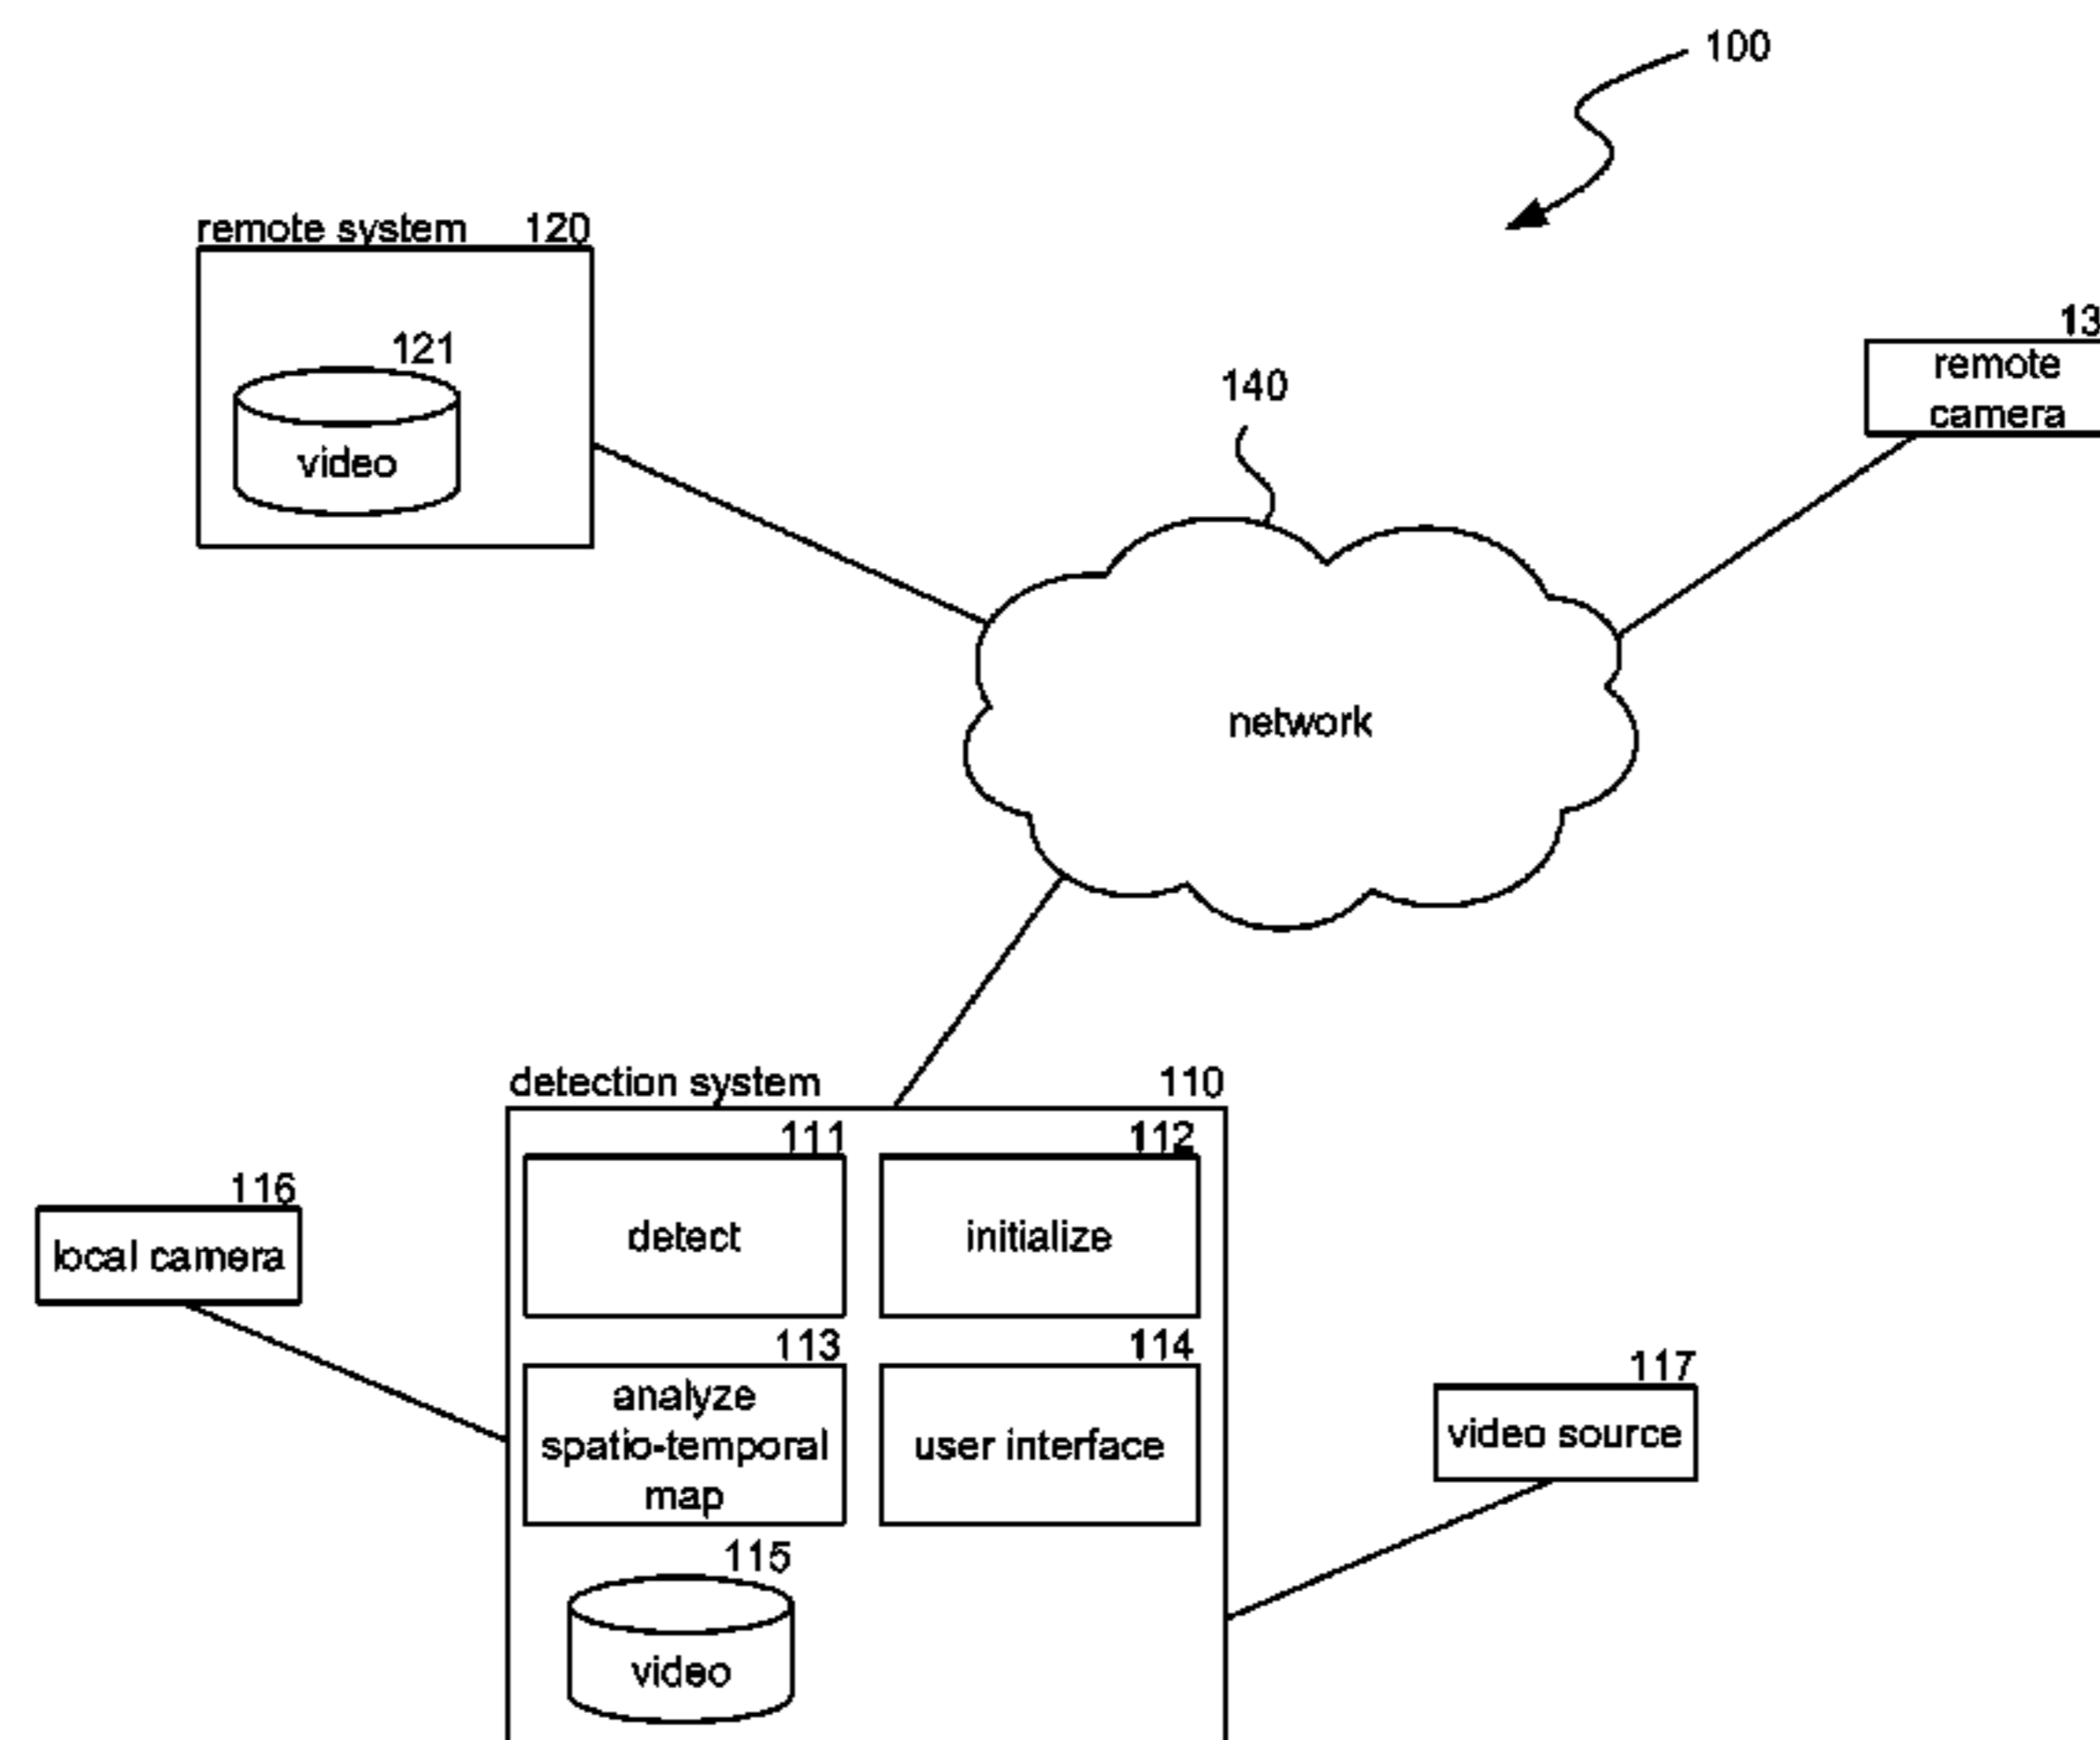 100
remote system 120
121
video
13
remote
camera
140
network
detection system 110
111
112
detect
initialize
116
local camera
113
114
analyze
spatio-temporal
map
user interface
117
video source
115
video